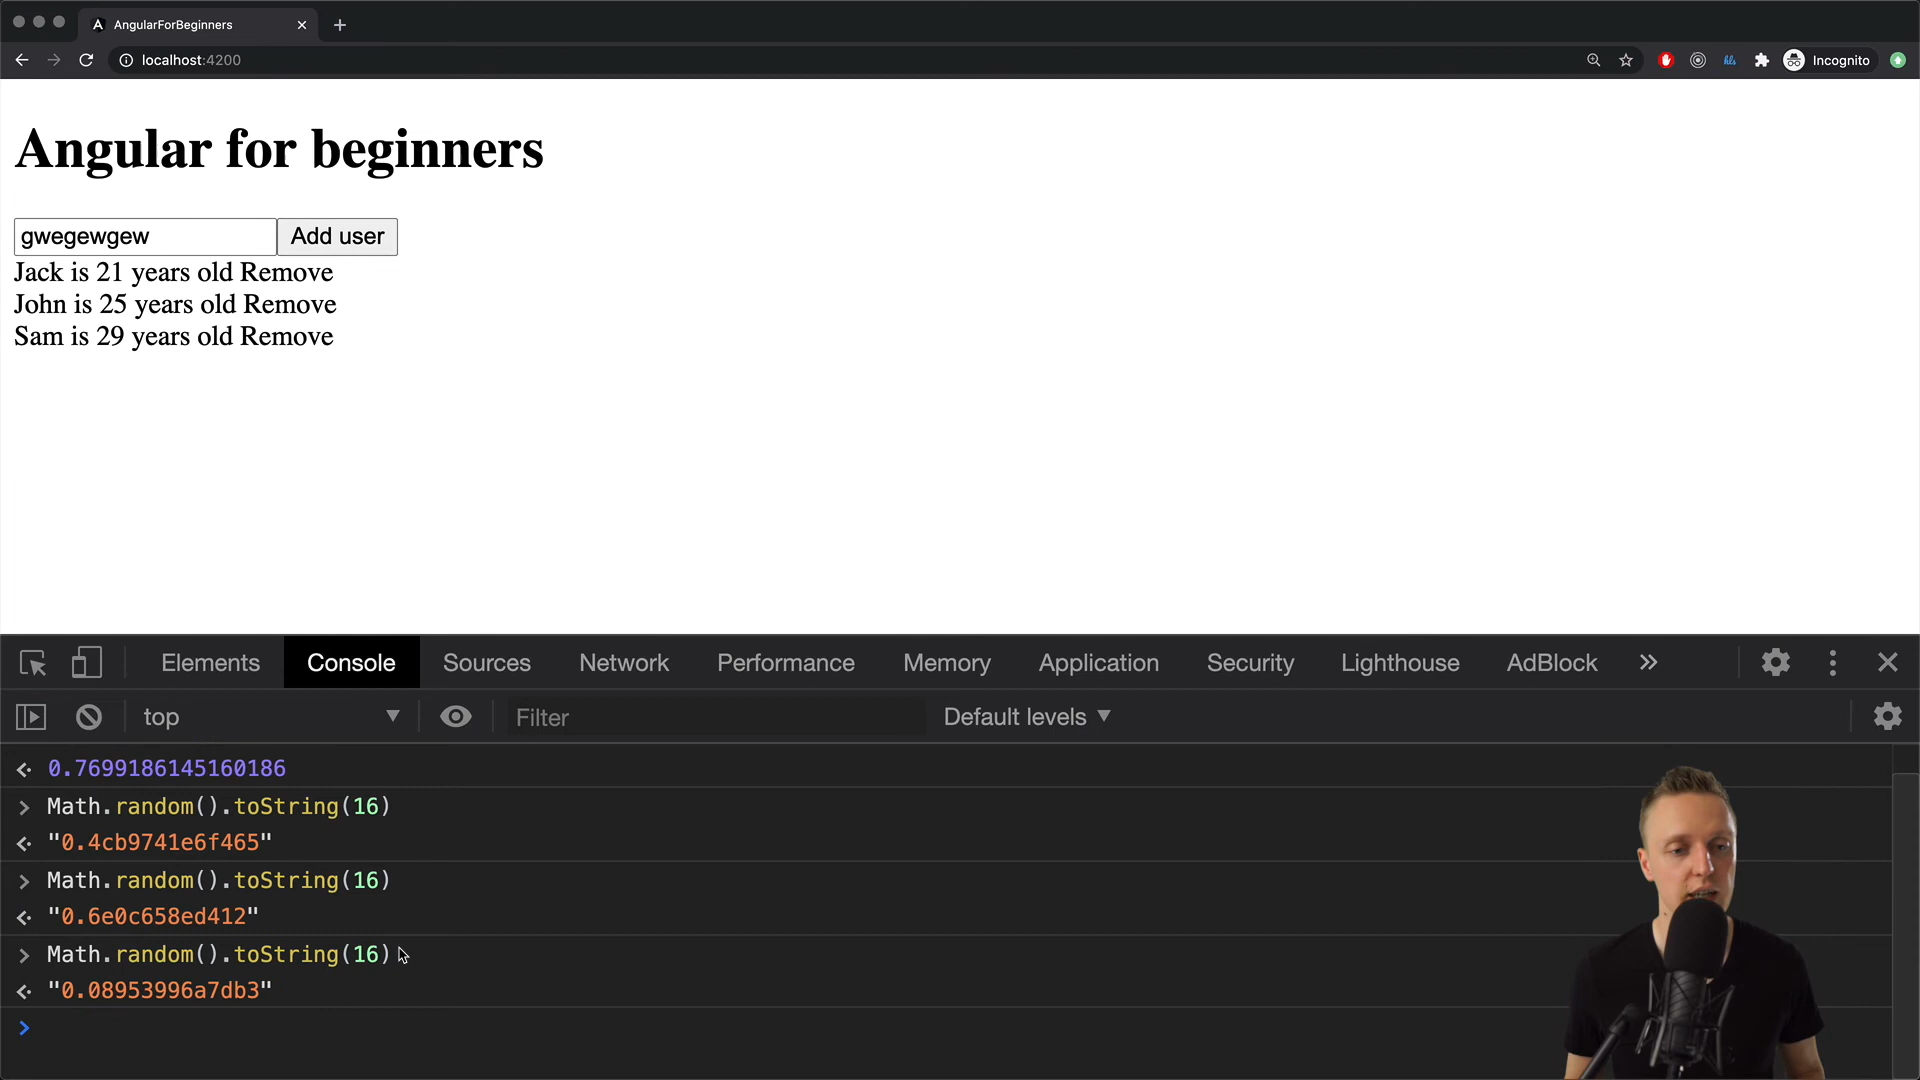 AngularForBeginners
localhost:4200
hls
Incognito
Angular for beginners
gwegewgew Add user
Jack is 21 years old Remove
John is 25 years old Remove
Sam is 29 years old Remove
Elements Console Sources Network Performance Memory Application Security Lighthouse AdBlock
top Filter Default levels
0.7699186145160186
Math.random().toString(16)
"0.4cb9741e6f465"
Math.random().toString(16)
"0.6e0c658ed412"
Math.random().toString(16)
"0.08953996a7db3"